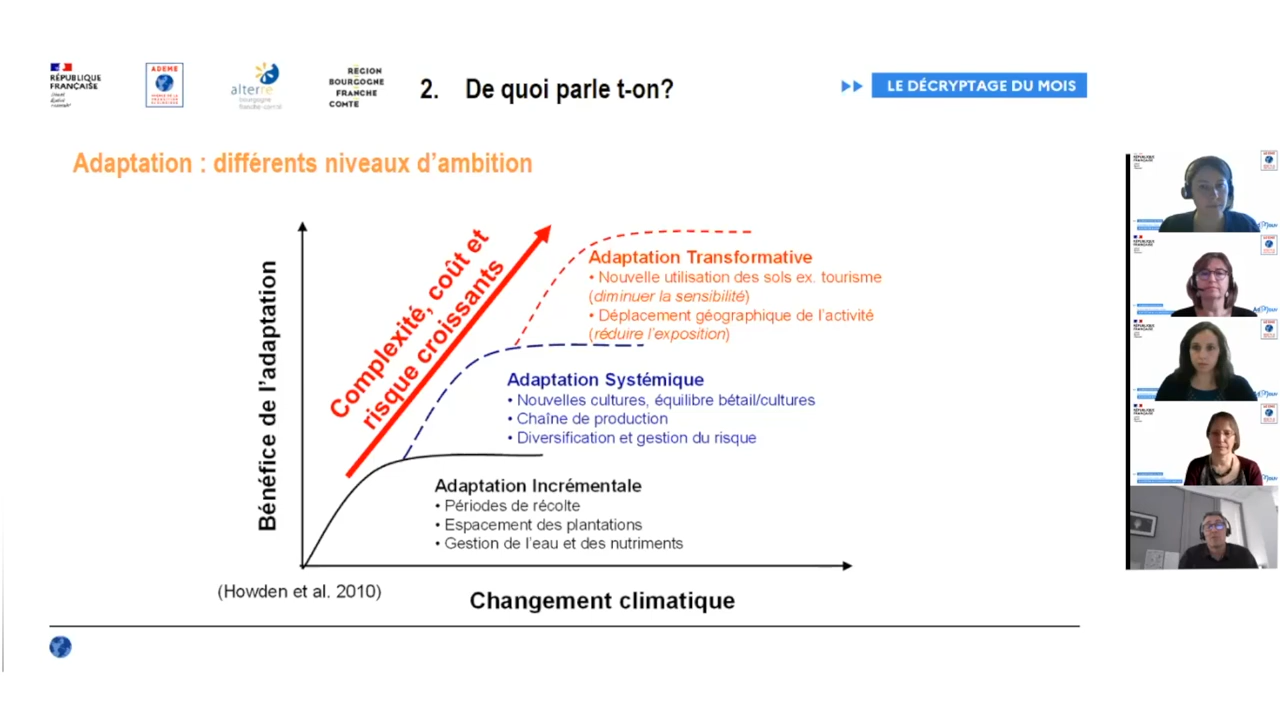 RÉPUBLIQUE
FRANÇAISE
Liberté
Égalité
Fraternité
ADEME
alterre
bourgogne
franche-comté
RÉGION
BOURGOGNE
FRANCHE
COMTÉ
2. De quoi parle t-on?
LE DÉCRYPTAGE DU MOIS
Adaptation : différents niveaux d'ambition
Bénéfice de l'adaptation
Complexité, coût et
risque croissants
Adaptation Transformative
• Nouvelle utilisation des sols ex. tourisme
(diminuer la sensibilité)
• Déplacement géographique de l'activité
(réduire l'exposition)
Adaptation Systémique
• Nouvelles cultures, équilibre bétail/cultures
• Chaîne de production
• Diversification et gestion du risque
Adaptation Incrémentale
• Périodes de récolte
• Espacement des plantations
• Gestion de l'eau et des nutriments
(Howden et al. 2010)
Changement climatique